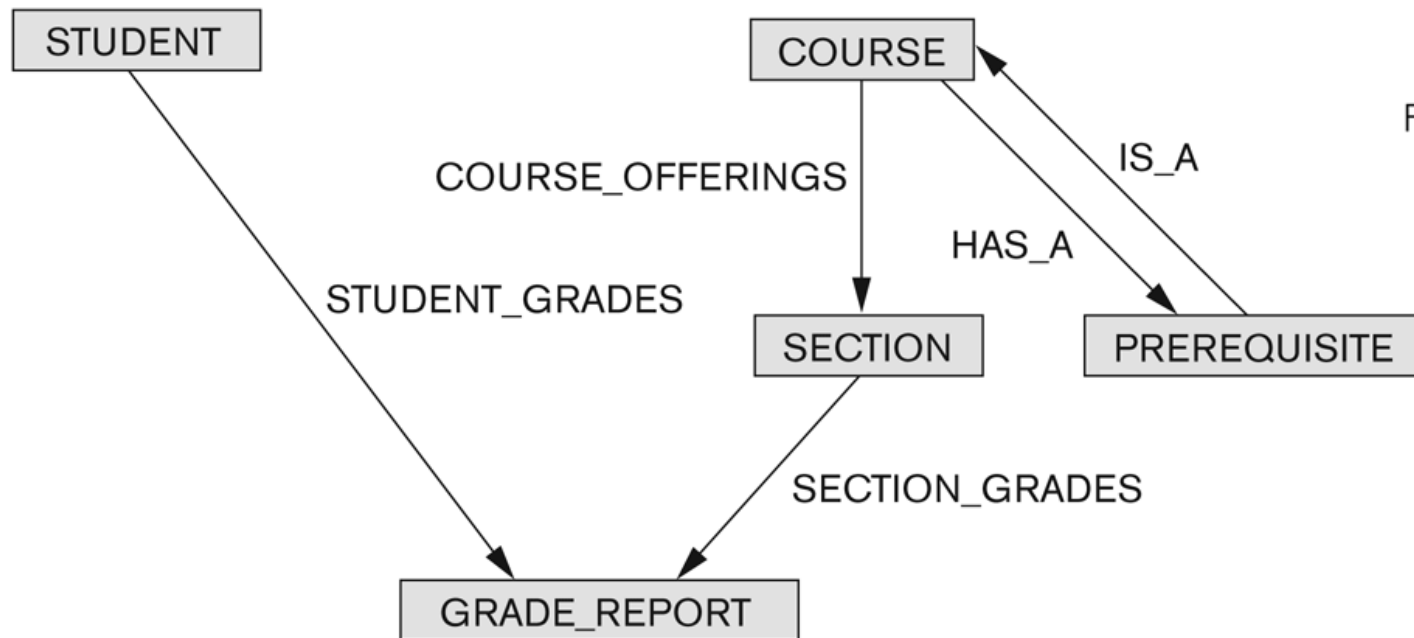 STUDENT
COURSE
F
IS_A
COURSE_OFFERINGS
HAS_A
STUDENT_GRADES
SECTION
PREREQUISITE
SECTION_GRADES
GRADE_REPORT